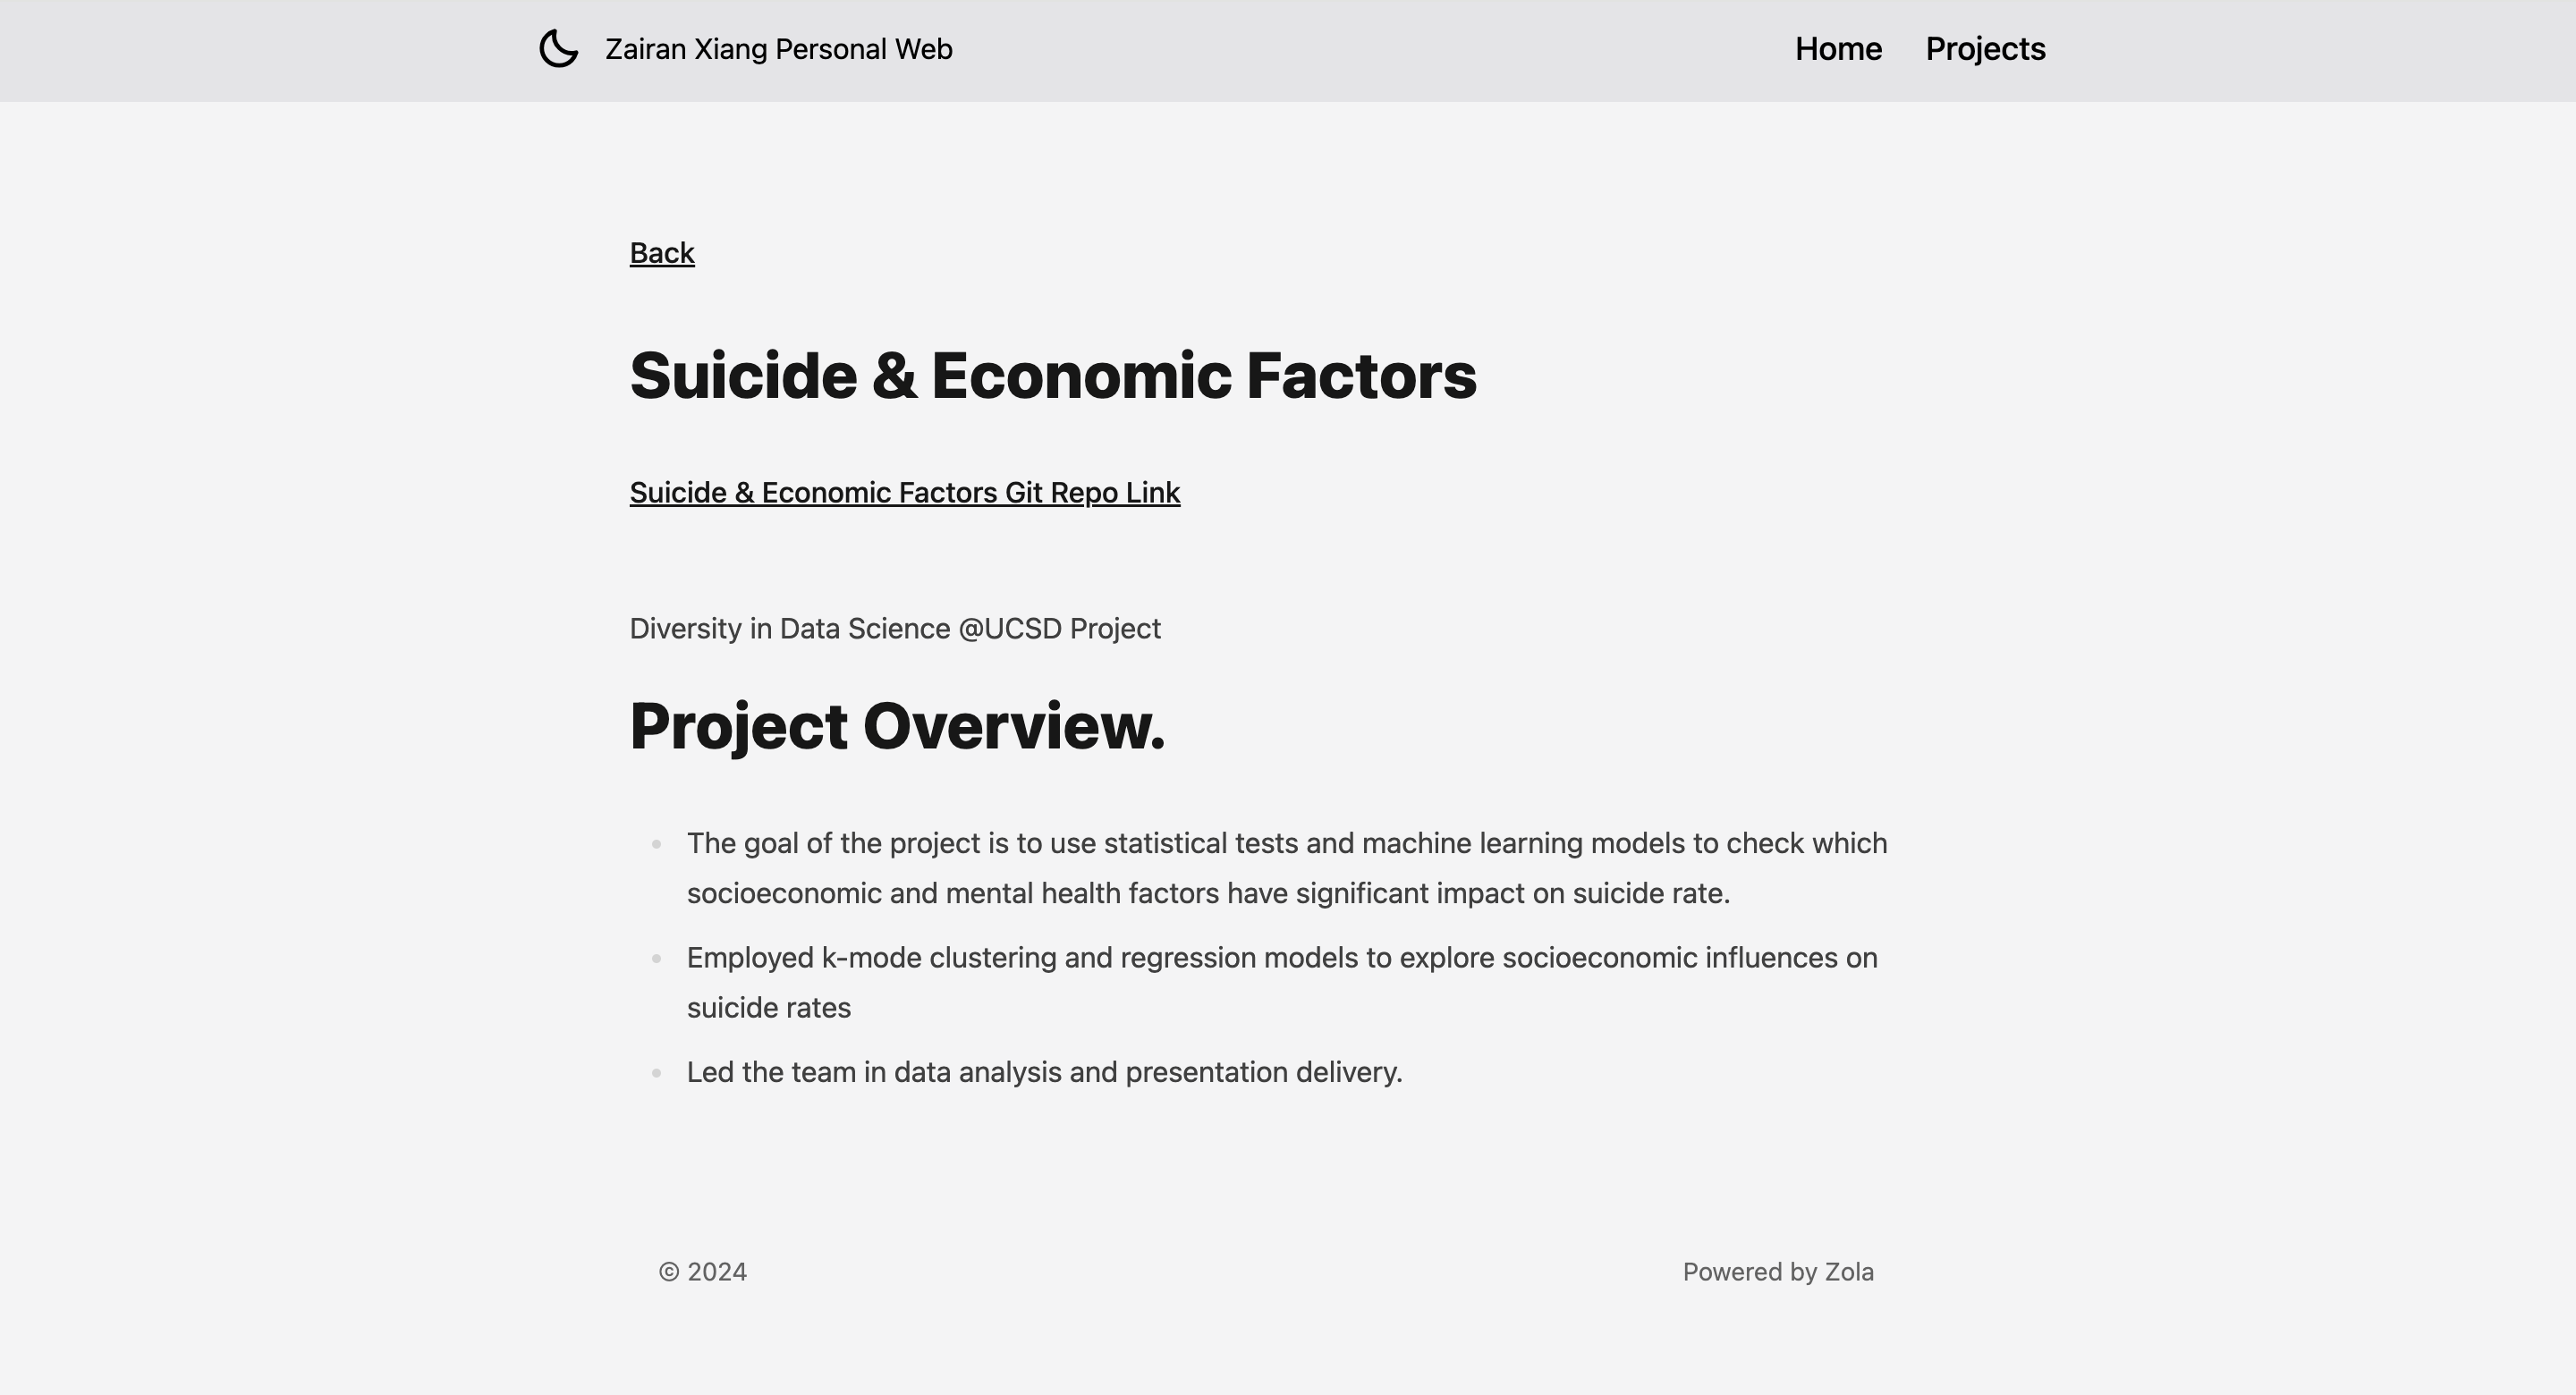 Zairan Xiang Personal Web
Home Projects
Back
Suicide & Economic Factors
Suicide & Economic Factors Git Repo Link
Diversity in Data Science @UCSD Project
Project Overview.
The goal of the project is to use statistical tests and machine learning models to check which
socioeconomic and mental health factors have significant impact on suicide rate.
Employed k-mode clustering and regression models to explore socioeconomic influences on
suicide rates
Led the team in data analysis and presentation delivery.
© 2024
Powered by Zola